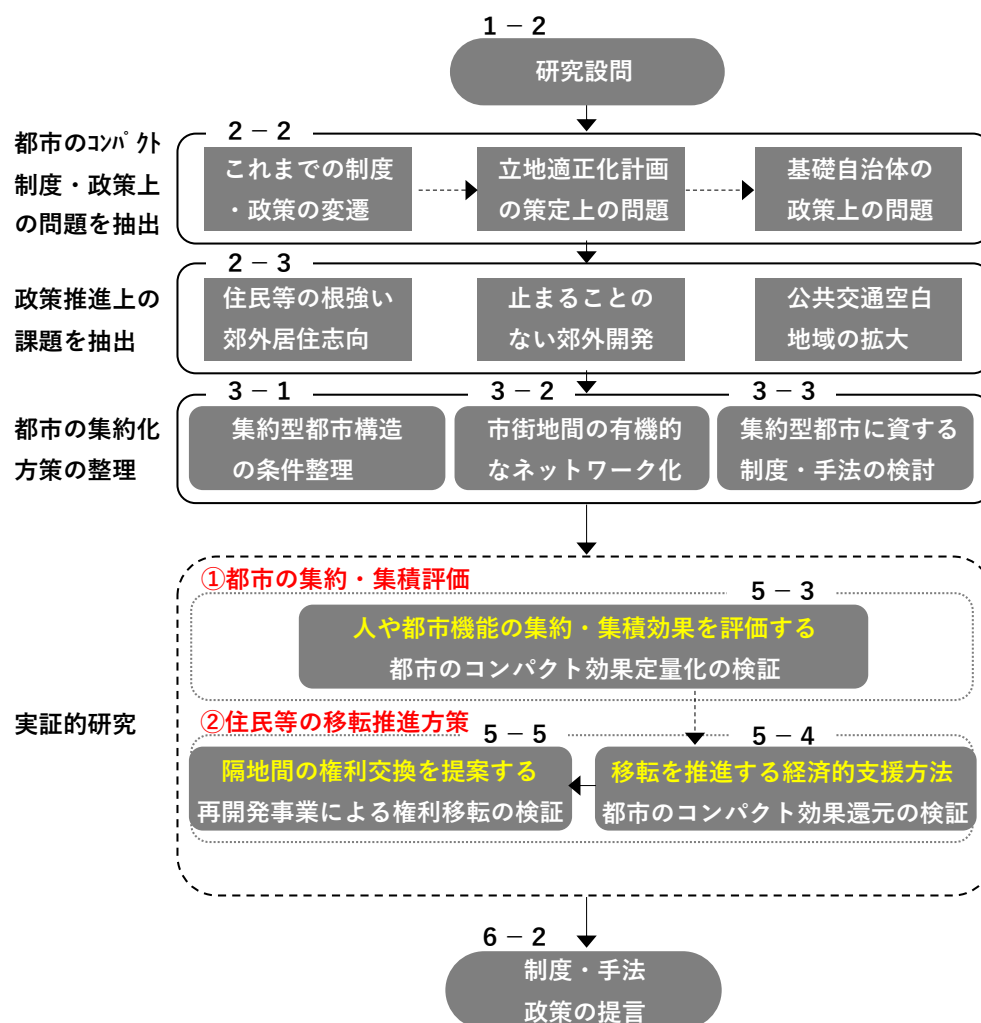 1－2
研究設問
都市のｺﾝﾊﾟｸﾄ
制度・政策上
の問題を抽出
2－2
これまでの制度
・政策の変遷
立地適正化計画
の策定上の問題
基礎自治体の
政策上の問題
政策推進上の
課題を抽出
2－3
住民等の根強い
郊外居住志向
止まることの
ない郊外開発
公共交通空白
地域の拡大
都市の集約化
方策の整理
3－1
集約型都市構造
の条件整理
3－2
市街地間の有機的
なネットワーク化
3－3
集約型都市に資する
制度・手法の検討
実証的研究
①都市の集約・集積評価
5－3
人や都市機能の集約・集積効果を評価する
都市のコンパクト効果定量化の検証
②住民等の移転推進方策
5－5
隔地間の権利交換を提案する
再開発事業による権利移転の検証
5－4
移転を推進する経済的支援方法
都市のコンパクト効果還元の検証
6－2
制度・手法
政策の提言